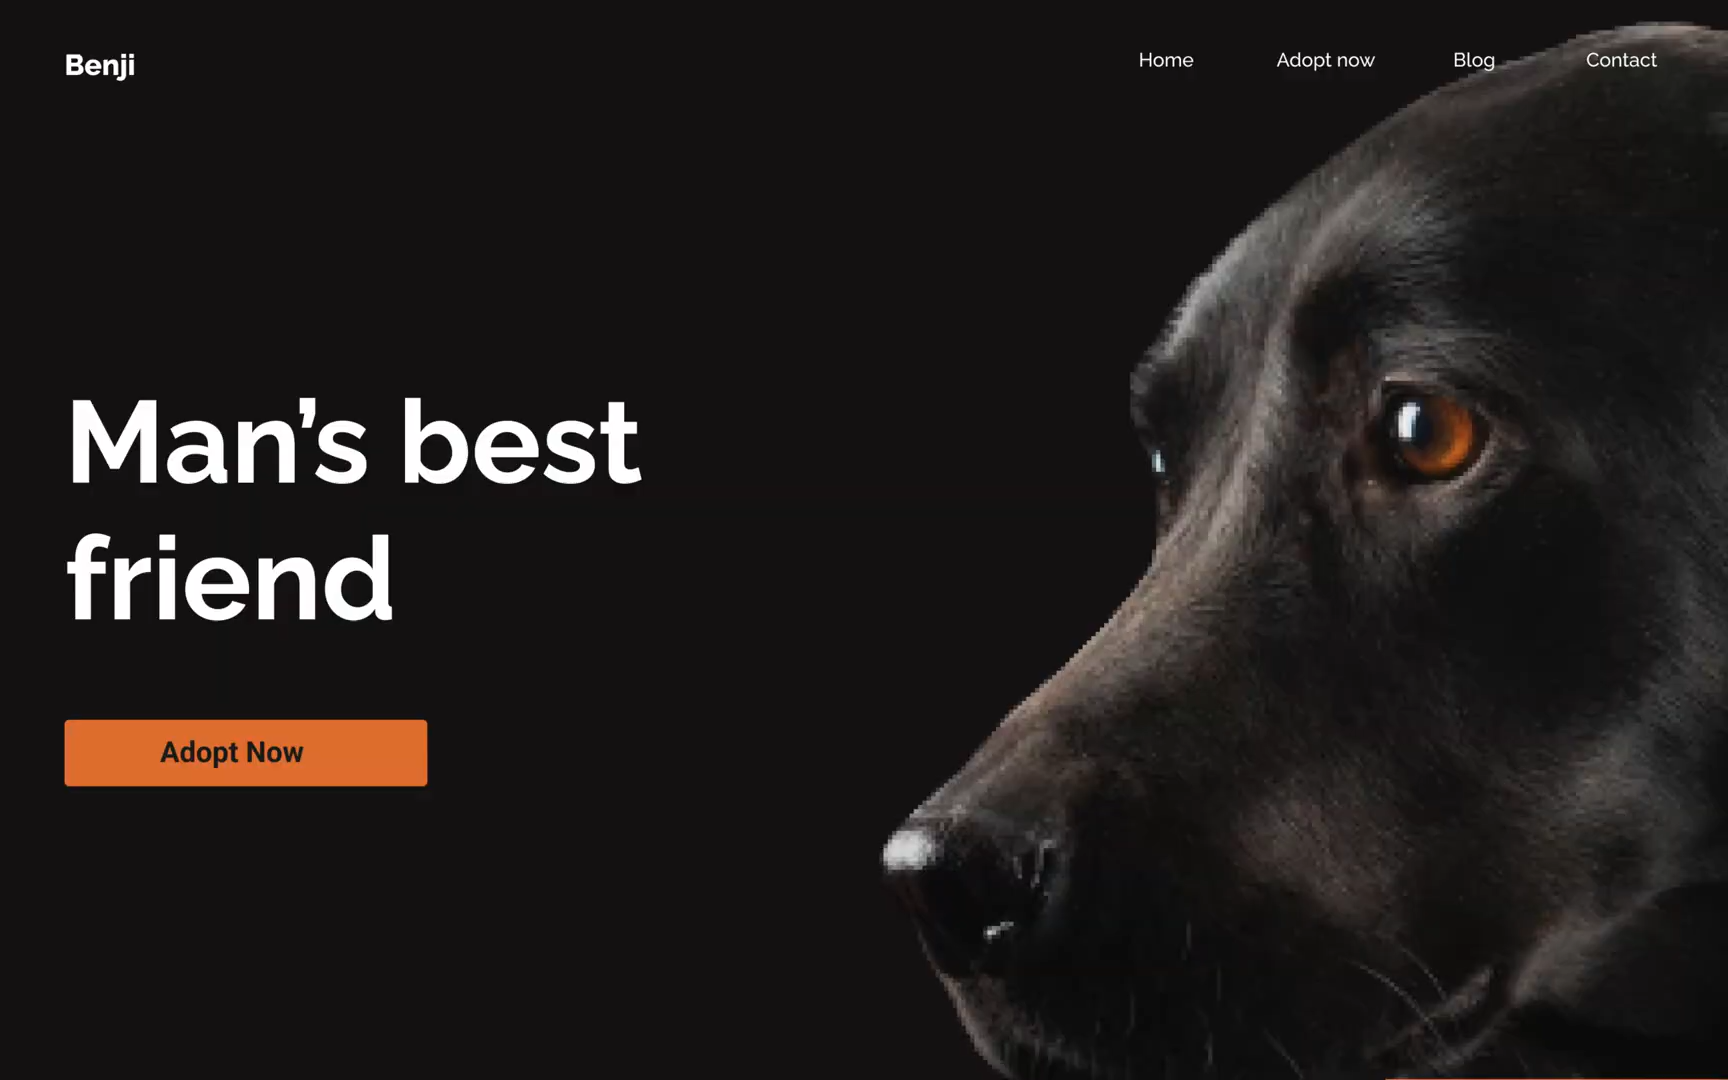 Benji
Home Adopt now Blog Contact
Man’s best
friend
Adopt Now